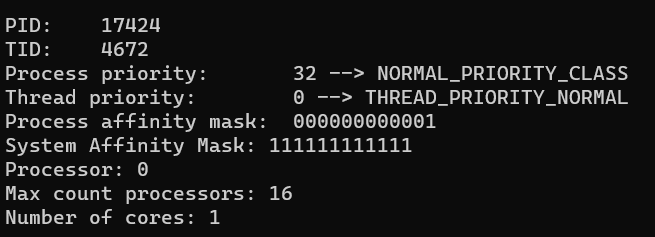 PID:    17424
TID:    4672
Process priority:       32 --> NORMAL_PRIORITY_CLASS
Thread priority:        0 --> THREAD_PRIORITY_NORMAL
Process affinity mask:  000000000001
System Affinity Mask: 111111111111
Processor: 0
Max count processors: 16
Number of cores: 1